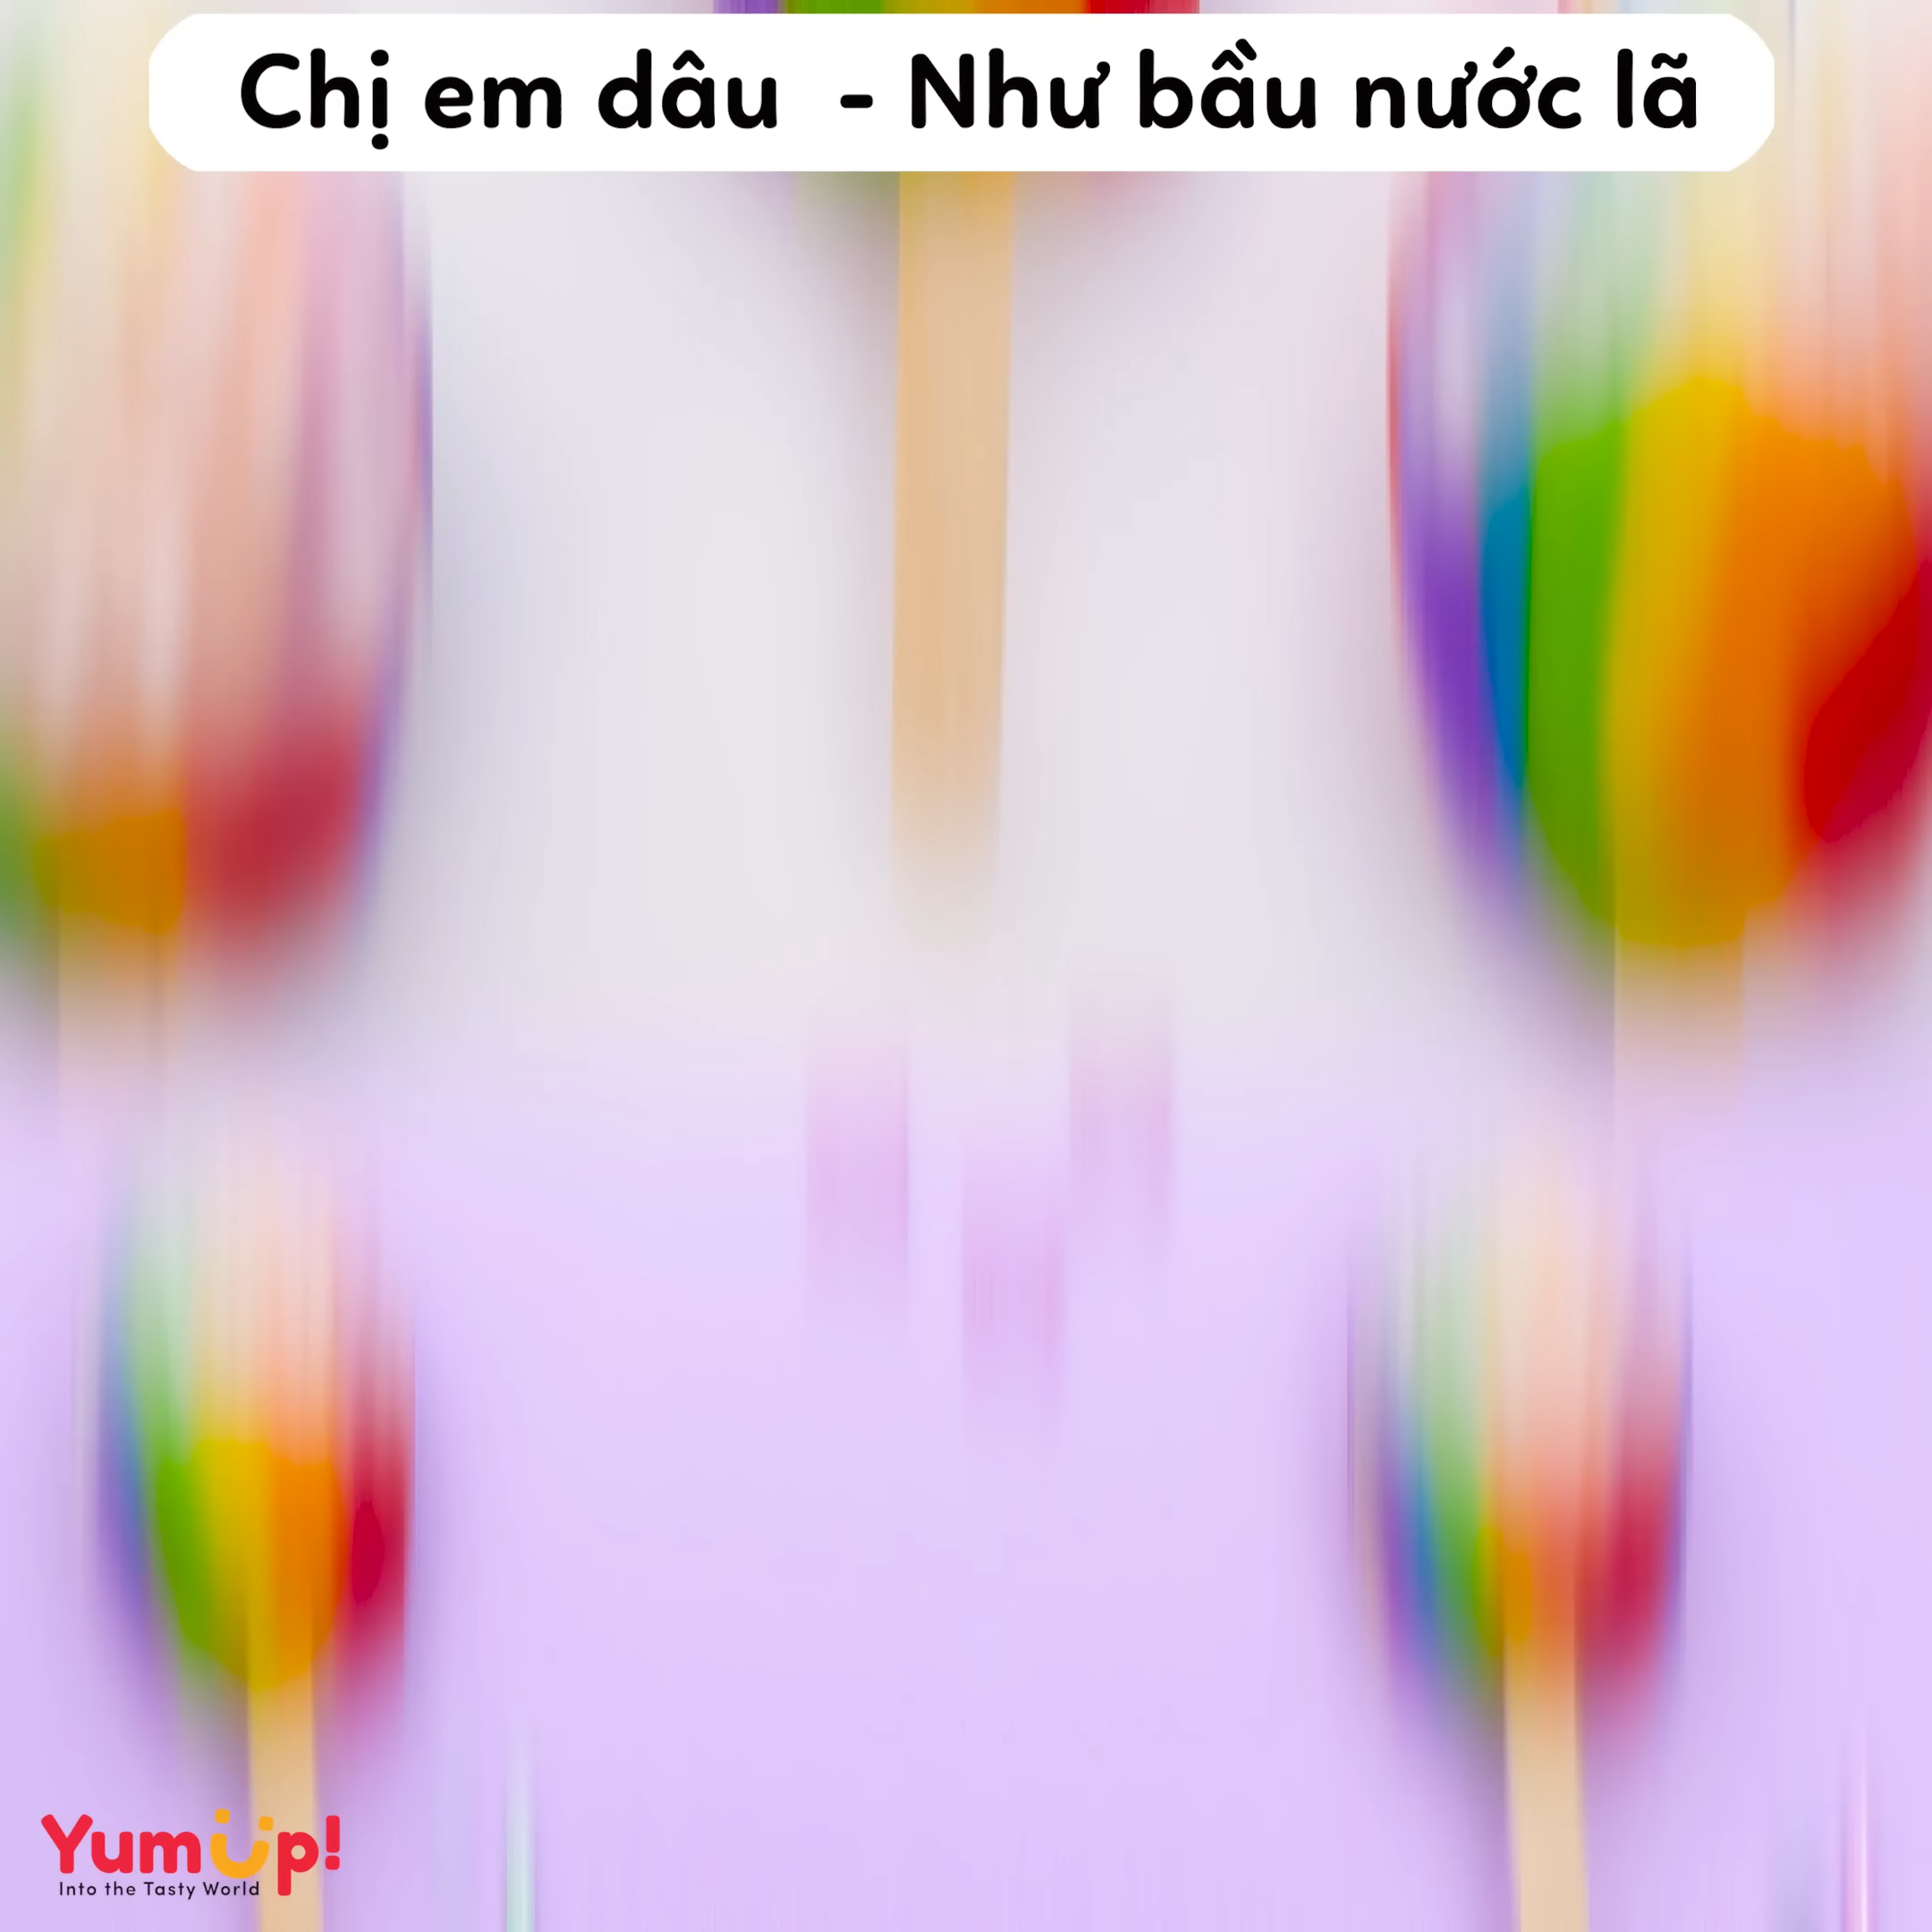 Chị em dâu - Như bầu nước lã
YumUp!
Into the Tasty World